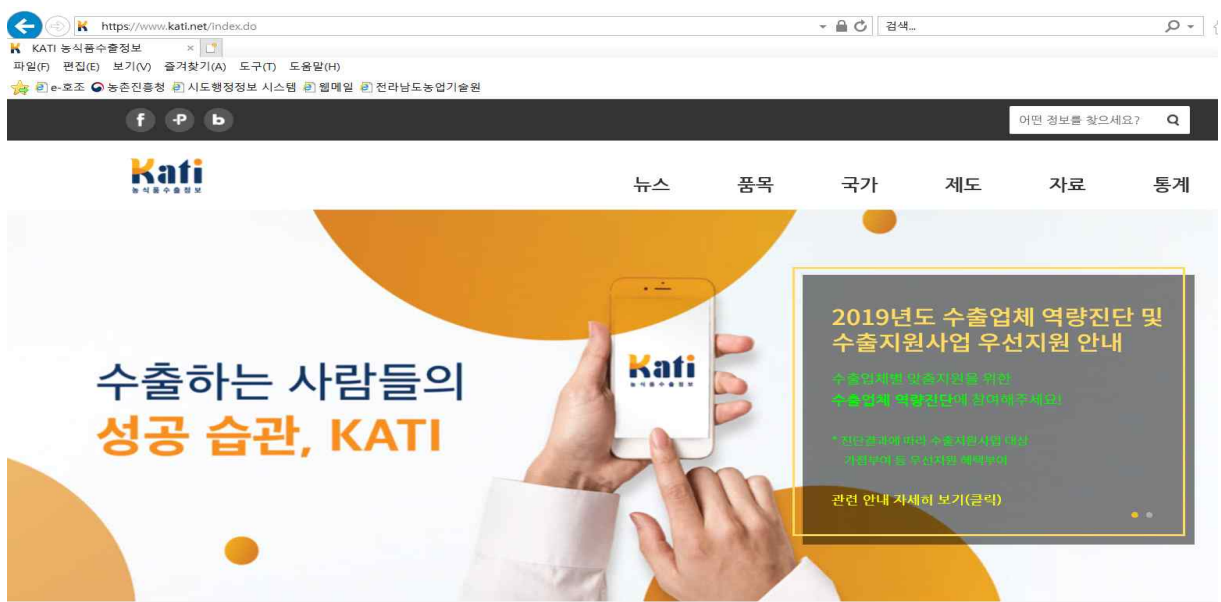 https://www.kati.net/index.do
검색...
KATI 농식품수출정보
파일(F) 편집(E) 보기(V) 즐겨찾기(A) 도구(T) 도움말(H)
e-호조 농촌진흥청 시도행정정보 시스템 웹메일 전라남도농업기술원
어떤 정보를 찾으세요?
Kati
농식품수출정보
뉴스 품목 국가 제도 자료 통계
수출하는 사람들의
성공 습관, KATI
Kati
농식품수출정보
2019년도 수출업체 역량진단 및
수출지원사업 우선지원 안내
수출업체별 맞춤지원을 위한
수출업체 역량진단에 참여해주세요!
* 진단결과에 따라 수출지원사업 대상
가점부여 등 우선지원 혜택부여
관련 안내 자세히 보기(클릭)